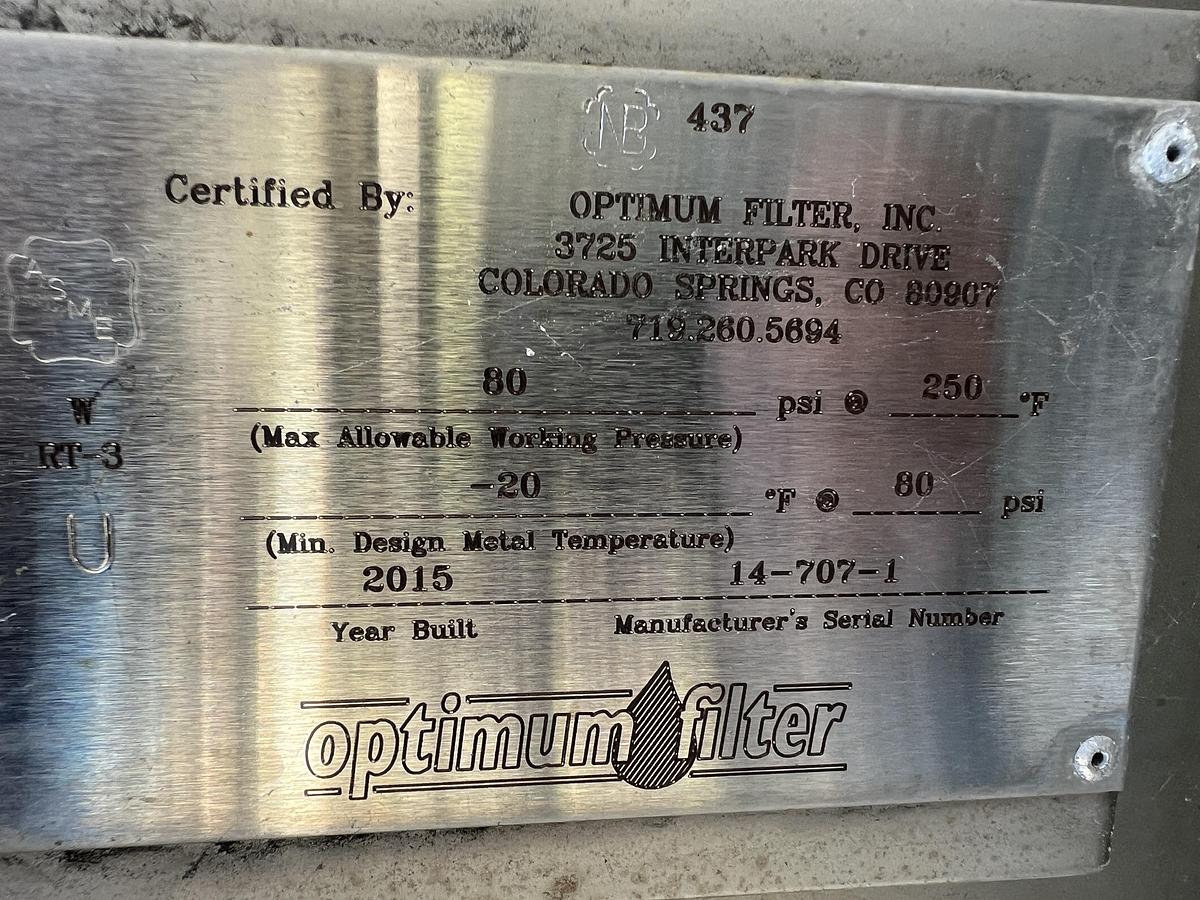 NB 437
Certified By: OPTIMUM FILTER, INC.
3725 INTERPARK DRIVE
COLORADO SPRINGS, CO 80907
719.260.5694
ASME
W
RT-3
U
80 psi @ 250 °F
(Max Allowable Working Pressure)
-20 °F @ 80 psi
(Min. Design Metal Temperature)
2015 14-707-1
Year Built Manufacturer's Serial Number
optimum filter